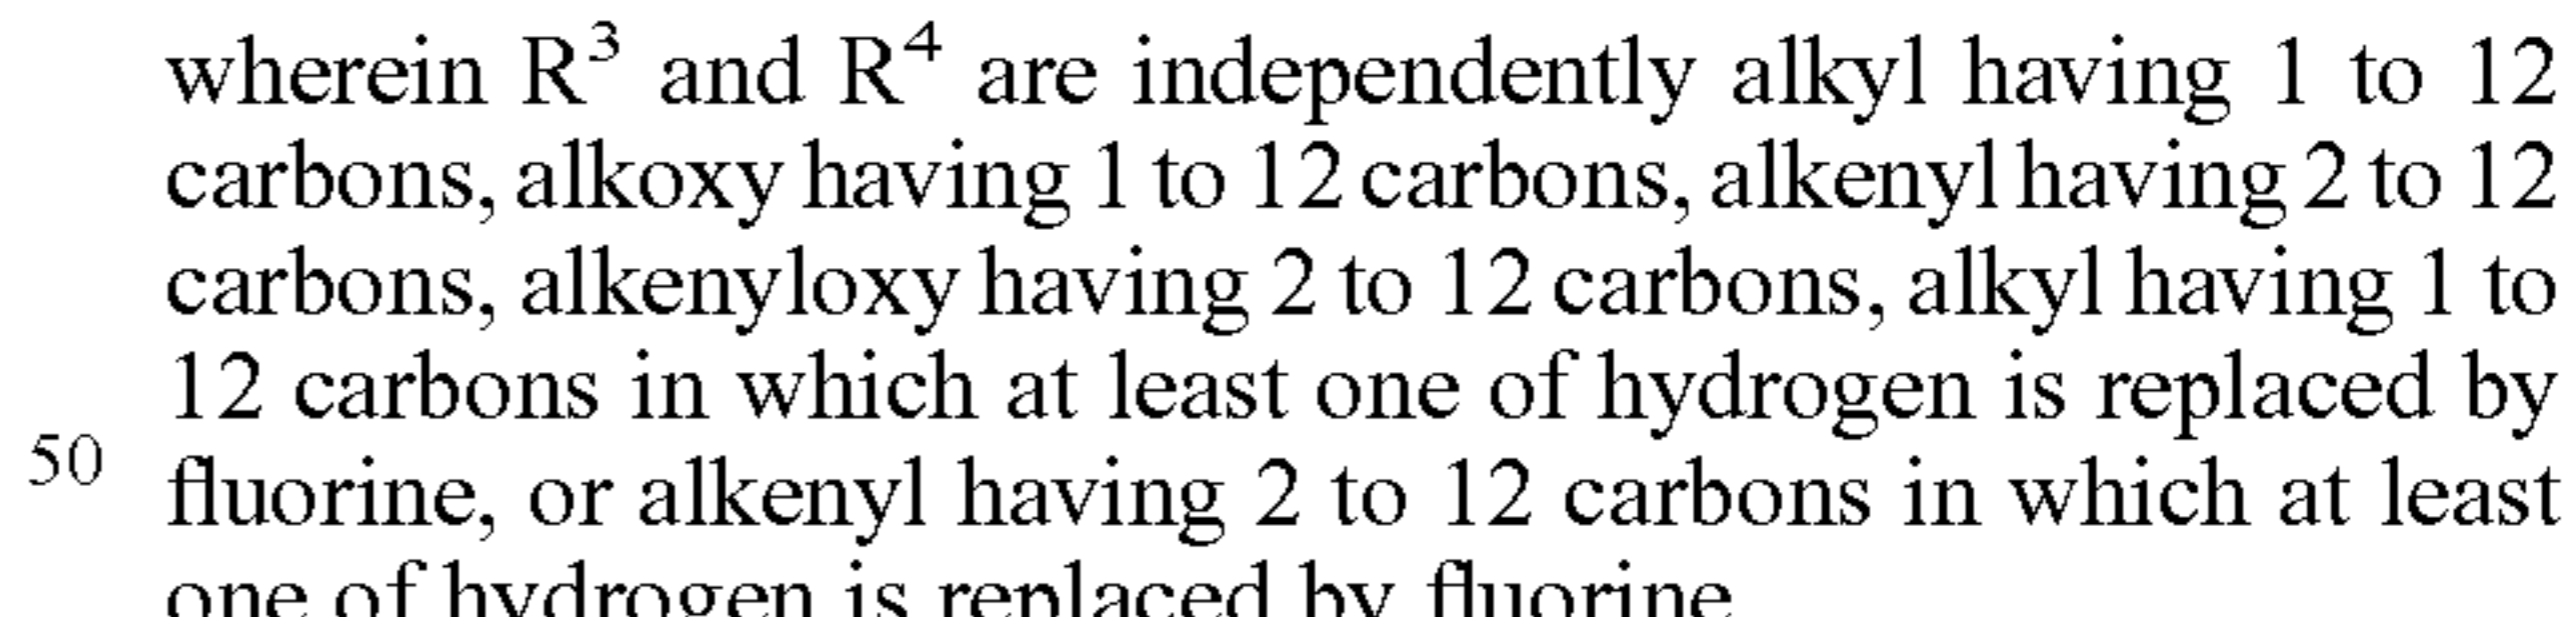 wherein R³ and R⁴ are independently alkyl having 1 to 12
carbons, alkoxy having 1 to 12 carbons, alkenyl having 2 to 12
carbons, alkenyloxy having 2 to 12 carbons, alkyl having 1 to
12 carbons in which at least one of hydrogen is replaced by
50 fluorine, or alkenyl having 2 to 12 carbons in which at least
one of hydrogen is replaced by fluorine